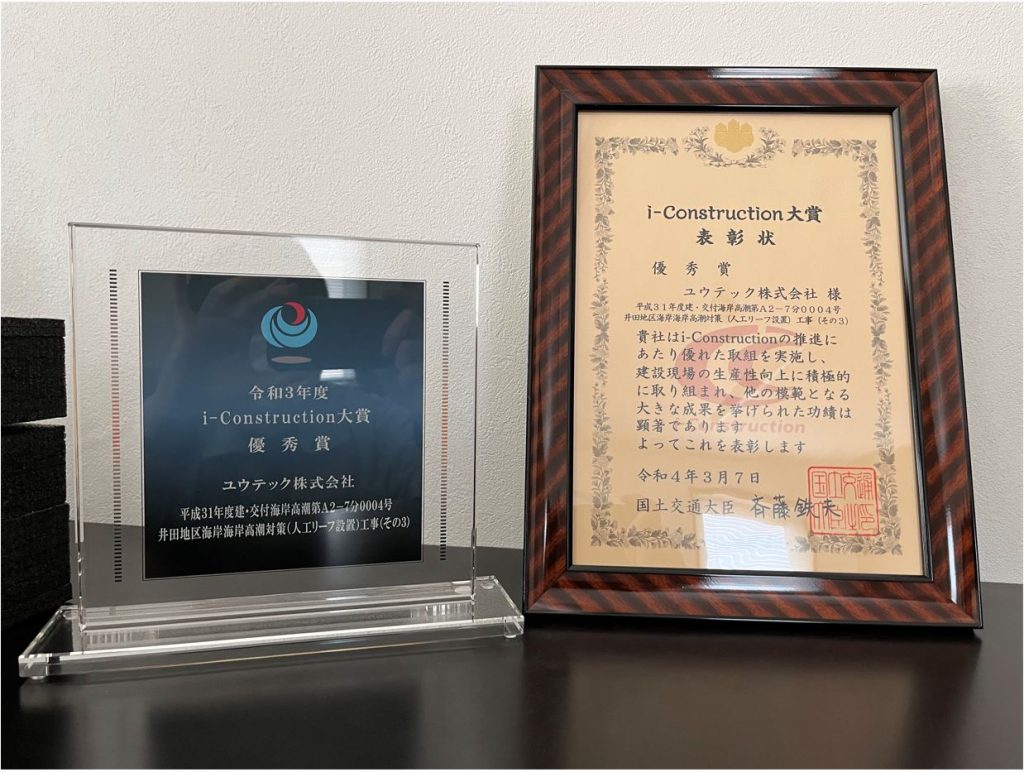 令和3年度
i-Construction大賞
優秀賞
ユウテック株式会社
平成31年度建・交付海岸高潮第A2-7分0004号
井田地区海岸海岸高潮対策(人工リーフ設置)工事(その3)
i-Construction大賞
表彰状
優秀賞
ユウテック株式会社 様
平成31年度建・交付海岸高潮第A2-7分0004号
井田地区海岸海岸高潮対策(人工リーフ設置)工事(その3)
貴社はi-Constructionの推進に
あたり優れた取組を実施し、
建設現場の生産性向上に積極的
に取り組まれ、他の模範となる
大きな成果を挙げられた功績は
顕著であります
よってこれを表彰します
令和4年3月7日
国土交通大臣 斉藤鉄夫